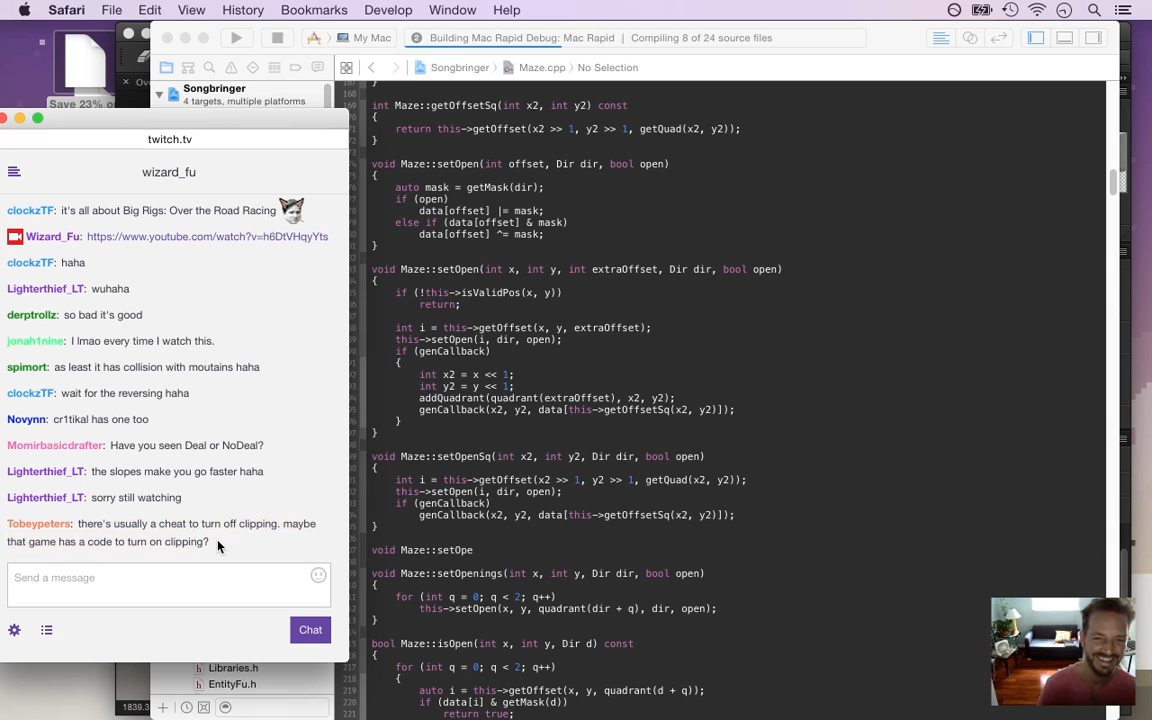 Safari File Edit View History Bookmarks Develop Window Help
My Mac
2 Building Mac Rapid Debug: Mac Rapid | Compiling 8 of 24 source files
Songbringer Maze.cpp No Selection
Songbringer
4 targets, multiple platforms
Save 23% o
twitch.tv
wizard_fu
clockzTF: it's all about Big Rigs: Over the Road Racing
Wizard_Fu: https://www.youtube.com/watch?v=h6DtVHqyYts
clockzTF: haha
Lighterthief_LT: wuhaha
derptrollz: so bad it's good
jonah1nine: I lmao every time I watch this.
spimort: as least it has collision with moutains haha
clockzTF: wait for the reversing haha
Novynn: cr1tikal has one too
Momirbasicdrafter: Have you seen Deal or NoDeal?
Lighterthief_LT: the slopes make you go faster haha
Lighterthief_LT: sorry still watching
Tobeypeters: there's usually a cheat to turn off clipping. maybe
that game has a code to turn on clipping?
Send a message
Chat
Libraries.h
EntityFu.h
1839.3
}
int Maze::getOffsetSq(int x2, int y2) const
{
return this->getOffset(x2 >> 1, y2 >> 1, getQuad(x2, y2));
}
void Maze::setOpen(int offset, Dir dir, bool open)
{
auto mask = getMask(dir);
if (open)
data[offset] |= mask;
else if (data[offset] & mask)
data[offset] ^= mask;
}
void Maze::setOpen(int x, int y, int extraOffset, Dir dir, bool open)
{
if (!this->isValidPos(x, y))
return;
int i = this->getOffset(x, y, extraOffset);
this->setOpen(i, dir, open);
if (genCallback)
{
int x2 = x << 1;
int y2 = y << 1;
addQuadrant(quadrant(extraOffset), x2, y2);
genCallback(x2, y2, data[this->getOffsetSq(x2, y2)]);
}
}
void Maze::setOpenSq(int x2, int y2, Dir dir, bool open)
{
int i = this->getOffset(x2 >> 1, y2 >> 1, getQuad(x2, y2));
this->setOpen(i, dir, open);
if (genCallback)
genCallback(x2, y2, data[this->getOffsetSq(x2, y2)]);
}
void Maze::setOpe
void Maze::setOpenings(int x, int y, Dir dir, bool open)
{
for (int q = 0; q < 2; q++)
this->setOpen(x, y, quadrant(dir + q), dir, open);
}
bool Maze::isOpen(int x, int y, Dir d) const
{
for (int q = 0; q < 2; q++)
{
auto i = this->getOffset(x, y, quadrant(d + q));
if (data[i] & getMask(d))
return true;